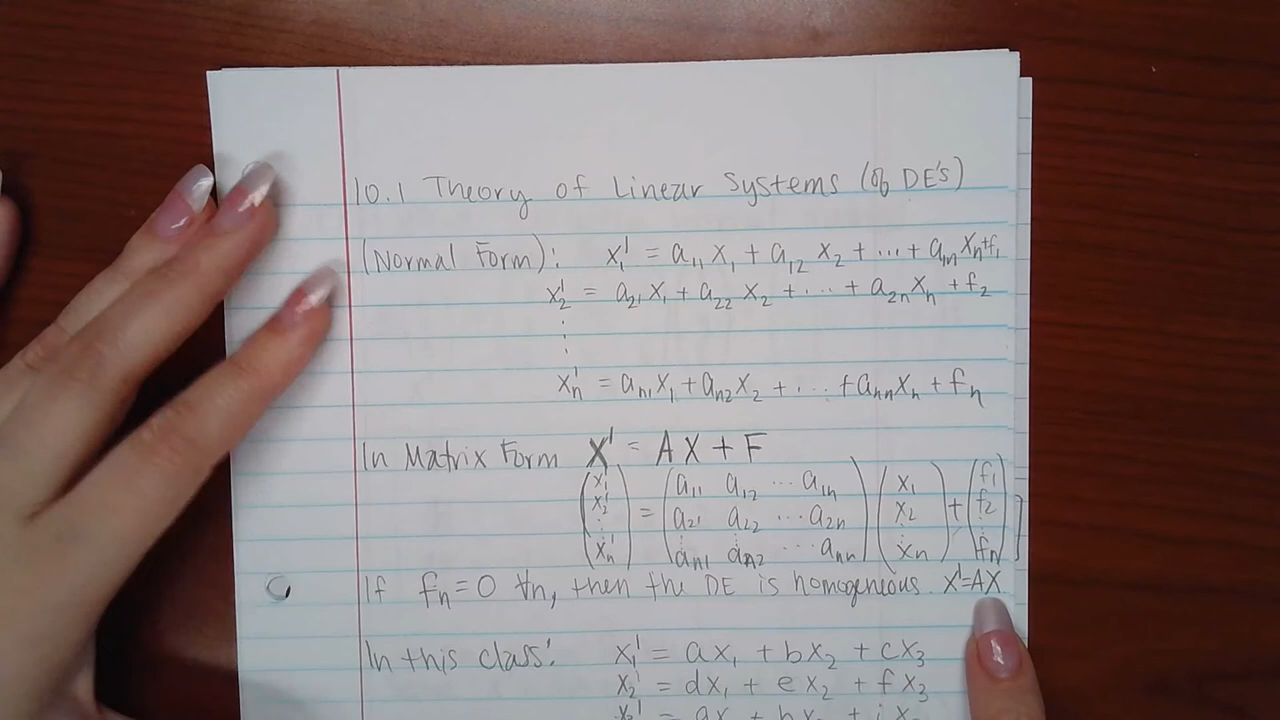 10.1 Theory of Linear Systems (of DE's)
(Normal Form): x₁' = a₁₁ x₁ + a₁₂ x₂ + ... + a₁ₙ xₙ + f₁
x₂' = a₂₁ x₁ + a₂₂ x₂ + ... + a₂ₙ xₙ + f₂
⋮
xₙ' = aₙ₁ x₁ + aₙ₂ x₂ + ... + aₙₙ xₙ + fₙ
In Matrix Form X' = AX + F
(x₁' x₂' ⋮ xₙ') = (a₁₁ a₁₂ ... a₁ₙ a₂₁ a₂₂ ... a₂ₙ ⋮ ⋮ aₙ₁ aₙ₂ ... aₙₙ) (x₁ x₂ ⋮ xₙ) + (f₁ f₂ ⋮ fₙ)
If fₙ = 0 ∀n, then the DE is homogeneous. X'=AX
In this class: x₁' = ax₁ + bx₂ + cx₃
x₂' = dx₁ + ex₂ + fx₃